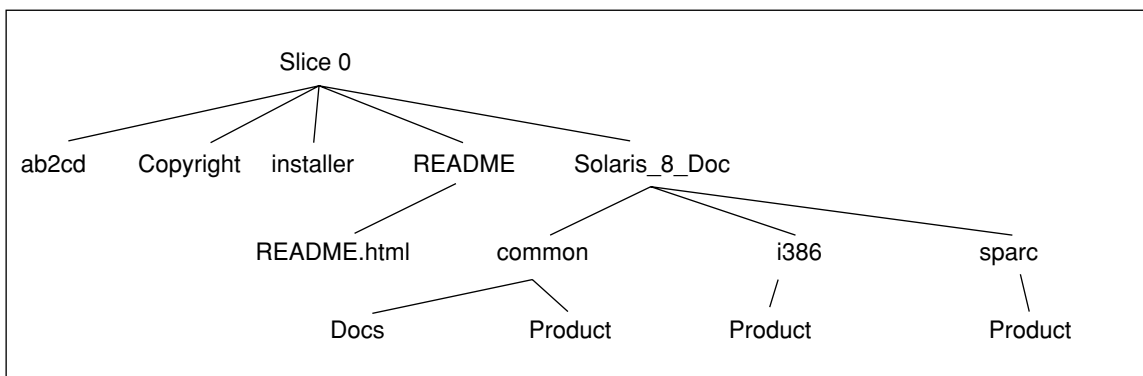 Slice 0
ab2cd Copyright installer README Solaris_8_Doc
README.html common i386 sparc
Docs Product Product Product